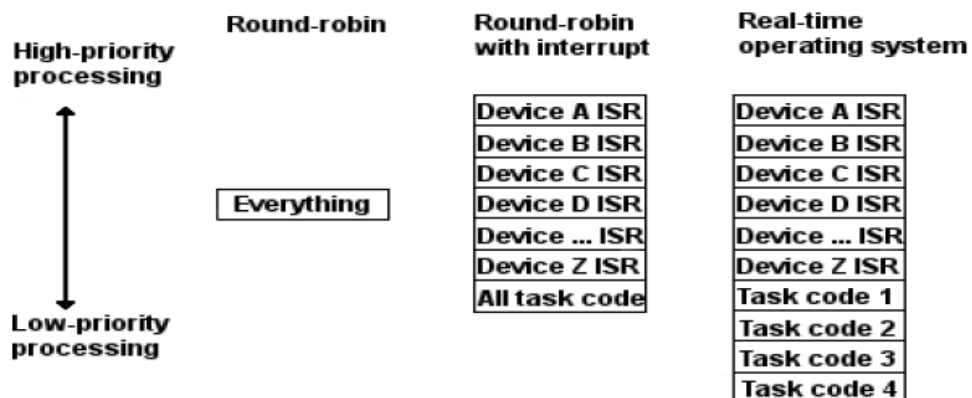 High-priority
processing
Low-priority
processing
Round-robin
Everything
Round-robin
with interrupt
Device A ISR
Device B ISR
Device C ISR
Device D ISR
Device ... ISR
Device Z ISR
All task code
Real-time
operating system
Device A ISR
Device B ISR
Device C ISR
Device D ISR
Device ... ISR
Device Z ISR
Task code 1
Task code 2
Task code 3
Task code 4